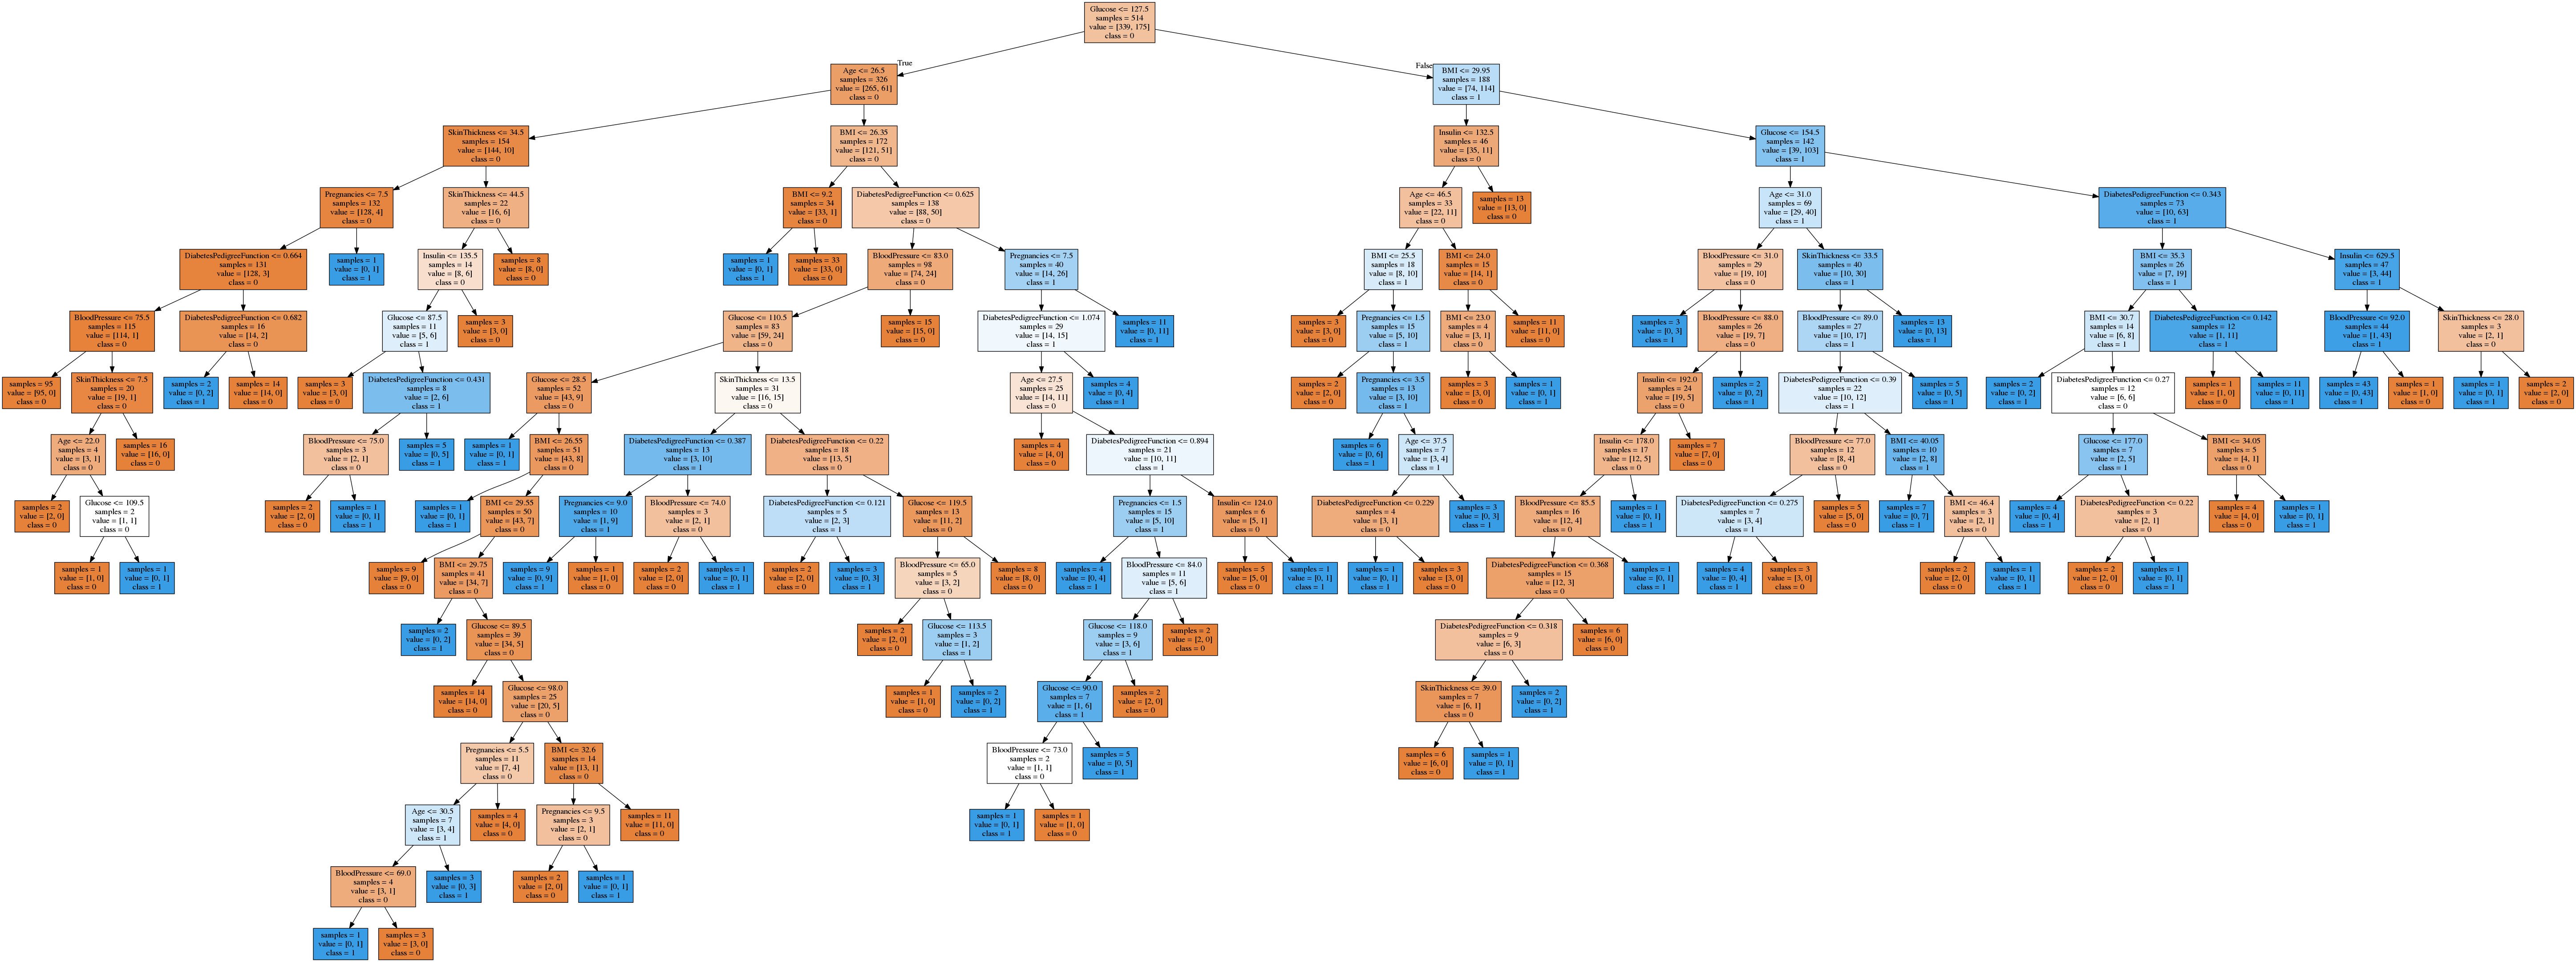 Glucose <= 127.5
samples = 514
value = [339, 175]
class = 0
True
False
Age <= 26.5
samples = 326
value = [265, 61]
class = 0
BMI <= 29.95
samples = 188
value = [74, 114]
class = 1
SkinThickness <= 34.5
samples = 154
value = [144, 10]
class = 0
BMI <= 26.35
samples = 172
value = [121, 51]
class = 0
Insulin <= 132.5
samples = 46
value = [35, 11]
class = 0
Glucose <= 154.5
samples = 142
value = [39, 103]
class = 1
Pregnancies <= 7.5
samples = 132
value = [128, 4]
class = 0
SkinThickness <= 44.5
samples = 22
value = [16, 6]
class = 0
BMI <= 9.2
samples = 34
value = [33, 1]
class = 0
DiabetesPedigreeFunction <= 0.625
samples = 138
value = [88, 50]
class = 0
Age <= 46.5
samples = 33
value = [22, 11]
class = 0
samples = 13
value = [13, 0]
class = 0
Age <= 31.0
samples = 69
value = [29, 40]
class = 1
DiabetesPedigreeFunction <= 0.343
samples = 73
value = [10, 63]
class = 1
DiabetesPedigreeFunction <= 0.664
samples = 131
value = [128, 3]
class = 0
samples = 1
value = [0, 1]
class = 1
Insulin <= 135.5
samples = 14
value = [8, 6]
class = 0
samples = 8
value = [8, 0]
class = 0
samples = 1
value = [0, 1]
class = 1
samples = 33
value = [33, 0]
class = 0
BloodPressure <= 83.0
samples = 98
value = [74, 24]
class = 0
Pregnancies <= 7.5
samples = 40
value = [14, 26]
class = 1
BMI <= 25.5
samples = 18
value = [8, 10]
class = 1
BMI <= 24.0
samples = 15
value = [14, 1]
class = 0
BloodPressure <= 31.0
samples = 29
value = [19, 10]
class = 0
SkinThickness <= 33.5
samples = 40
value = [10, 30]
class = 1
BMI <= 35.3
samples = 26
value = [7, 19]
class = 1
Insulin <= 629.5
samples = 47
value = [3, 44]
class = 1
BloodPressure <= 75.5
samples = 115
value = [114, 1]
class = 0
DiabetesPedigreeFunction <= 0.682
samples = 16
value = [14, 2]
class = 0
Glucose <= 87.5
samples = 11
value = [5, 6]
class = 1
samples = 3
value = [3, 0]
class = 0
Glucose <= 110.5
samples = 83
value = [59, 24]
class = 0
samples = 15
value = [15, 0]
class = 0
DiabetesPedigreeFunction <= 1.074
samples = 29
value = [14, 15]
class = 1
samples = 11
value = [0, 11]
class = 1
samples = 3
value = [3, 0]
class = 0
Pregnancies <= 1.5
samples = 15
value = [5, 10]
class = 1
BMI <= 23.0
samples = 4
value = [3, 1]
class = 0
samples = 11
value = [11, 0]
class = 0
samples = 3
value = [0, 3]
class = 1
BloodPressure <= 88.0
samples = 26
value = [19, 7]
class = 0
BloodPressure <= 89.0
samples = 27
value = [10, 17]
class = 1
samples = 13
value = [0, 13]
class = 1
BMI <= 30.7
samples = 14
value = [6, 8]
class = 1
DiabetesPedigreeFunction <= 0.142
samples = 12
value = [1, 11]
class = 1
BloodPressure <= 92.0
samples = 44
value = [1, 43]
class = 1
SkinThickness <= 28.0
samples = 3
value = [2, 1]
class = 0
samples = 95
value = [95, 0]
class = 0
SkinThickness <= 7.5
samples = 20
value = [19, 1]
class = 0
samples = 2
value = [0, 2]
class = 1
samples = 14
value = [14, 0]
class = 0
samples = 3
value = [3, 0]
class = 0
DiabetesPedigreeFunction <= 0.431
samples = 8
value = [2, 6]
class = 1
Glucose <= 28.5
samples = 52
value = [43, 9]
class = 0
SkinThickness <= 13.5
samples = 31
value = [16, 15]
class = 0
Age <= 27.5
samples = 25
value = [14, 11]
class = 0
samples = 4
value = [0, 4]
class = 1
samples = 2
value = [2, 0]
class = 0
Pregnancies <= 3.5
samples = 13
value = [3, 10]
class = 1
samples = 3
value = [3, 0]
class = 0
samples = 1
value = [0, 1]
class = 1
Insulin <= 192.0
samples = 24
value = [19, 5]
class = 0
samples = 2
value = [0, 2]
class = 1
DiabetesPedigreeFunction <= 0.39
samples = 22
value = [10, 12]
class = 1
samples = 5
value = [0, 5]
class = 1
samples = 2
value = [0, 2]
class = 1
DiabetesPedigreeFunction <= 0.27
samples = 12
value = [6, 6]
class = 0
samples = 1
value = [1, 0]
class = 0
samples = 11
value = [0, 11]
class = 1
samples = 43
value = [0, 43]
class = 1
samples = 1
value = [1, 0]
class = 0
samples = 1
value = [0, 1]
class = 1
samples = 2
value = [2, 0]
class = 0
Age <= 22.0
samples = 4
value = [3, 1]
class = 0
samples = 16
value = [16, 0]
class = 0
BloodPressure <= 75.0
samples = 3
value = [2, 1]
class = 0
samples = 5
value = [0, 5]
class = 1
samples = 1
value = [0, 1]
class = 1
BMI <= 26.55
samples = 51
value = [43, 8]
class = 0
DiabetesPedigreeFunction <= 0.387
samples = 13
value = [3, 10]
class = 1
DiabetesPedigreeFunction <= 0.22
samples = 18
value = [13, 5]
class = 0
samples = 4
value = [4, 0]
class = 0
DiabetesPedigreeFunction <= 0.894
samples = 21
value = [10, 11]
class = 1
samples = 6
value = [0, 6]
class = 1
Age <= 37.5
samples = 7
value = [3, 4]
class = 1
Insulin <= 178.0
samples = 17
value = [12, 5]
class = 0
samples = 7
value = [7, 0]
class = 0
BloodPressure <= 77.0
samples = 12
value = [8, 4]
class = 0
BMI <= 40.05
samples = 10
value = [2, 8]
class = 1
Glucose <= 177.0
samples = 7
value = [2, 5]
class = 1
BMI <= 34.05
samples = 5
value = [4, 1]
class = 0
samples = 2
value = [2, 0]
class = 0
Glucose <= 109.5
samples = 2
value = [1, 1]
class = 0
samples = 2
value = [2, 0]
class = 0
samples = 1
value = [0, 1]
class = 1
samples = 1
value = [0, 1]
class = 1
BMI <= 29.55
samples = 50
value = [43, 7]
class = 0
Pregnancies <= 9.0
samples = 10
value = [1, 9]
class = 1
BloodPressure <= 74.0
samples = 3
value = [2, 1]
class = 0
DiabetesPedigreeFunction <= 0.121
samples = 5
value = [2, 3]
class = 1
Glucose <= 119.5
samples = 13
value = [11, 2]
class = 0
Pregnancies <= 1.5
samples = 15
value = [5, 10]
class = 1
Insulin <= 124.0
samples = 6
value = [5, 1]
class = 0
DiabetesPedigreeFunction <= 0.229
samples = 4
value = [3, 1]
class = 0
samples = 3
value = [0, 3]
class = 1
BloodPressure <= 85.5
samples = 16
value = [12, 4]
class = 0
samples = 1
value = [0, 1]
class = 1
DiabetesPedigreeFunction <= 0.275
samples = 7
value = [3, 4]
class = 1
samples = 5
value = [5, 0]
class = 0
samples = 7
value = [0, 7]
class = 1
BMI <= 46.4
samples = 3
value = [2, 1]
class = 0
samples = 4
value = [0, 4]
class = 1
DiabetesPedigreeFunction <= 0.22
samples = 3
value = [2, 1]
class = 0
samples = 4
value = [4, 0]
class = 0
samples = 1
value = [0, 1]
class = 1
samples = 1
value = [1, 0]
class = 0
samples = 1
value = [0, 1]
class = 1
samples = 9
value = [9, 0]
class = 0
BMI <= 29.75
samples = 41
value = [34, 7]
class = 0
samples = 9
value = [0, 9]
class = 1
samples = 1
value = [1, 0]
class = 0
samples = 2
value = [2, 0]
class = 0
samples = 1
value = [0, 1]
class = 1
samples = 2
value = [2, 0]
class = 0
samples = 3
value = [0, 3]
class = 1
BloodPressure <= 65.0
samples = 5
value = [3, 2]
class = 0
samples = 8
value = [8, 0]
class = 0
samples = 4
value = [0, 4]
class = 1
BloodPressure <= 84.0
samples = 11
value = [5, 6]
class = 1
samples = 5
value = [5, 0]
class = 0
samples = 1
value = [0, 1]
class = 1
samples = 1
value = [0, 1]
class = 1
samples = 3
value = [3, 0]
class = 0
DiabetesPedigreeFunction <= 0.368
samples = 15
value = [12, 3]
class = 0
samples = 1
value = [0, 1]
class = 1
samples = 4
value = [0, 4]
class = 1
samples = 3
value = [3, 0]
class = 0
samples = 2
value = [2, 0]
class = 0
samples = 1
value = [0, 1]
class = 1
samples = 2
value = [2, 0]
class = 0
samples = 1
value = [0, 1]
class = 1
samples = 2
value = [0, 2]
class = 1
Glucose <= 89.5
samples = 39
value = [34, 5]
class = 0
samples = 2
value = [2, 0]
class = 0
Glucose <= 113.5
samples = 3
value = [1, 2]
class = 1
Glucose <= 118.0
samples = 9
value = [3, 6]
class = 1
samples = 2
value = [2, 0]
class = 0
DiabetesPedigreeFunction <= 0.318
samples = 9
value = [6, 3]
class = 0
samples = 6
value = [6, 0]
class = 0
samples = 14
value = [14, 0]
class = 0
Glucose <= 98.0
samples = 25
value = [20, 5]
class = 0
samples = 1
value = [1, 0]
class = 0
samples = 2
value = [0, 2]
class = 1
Glucose <= 90.0
samples = 7
value = [1, 6]
class = 1
samples = 2
value = [2, 0]
class = 0
SkinThickness <= 39.0
samples = 7
value = [6, 1]
class = 0
samples = 2
value = [0, 2]
class = 1
Pregnancies <= 5.5
samples = 11
value = [7, 4]
class = 0
BMI <= 32.6
samples = 14
value = [13, 1]
class = 0
BloodPressure <= 73.0
samples = 2
value = [1, 1]
class = 0
samples = 5
value = [0, 5]
class = 1
samples = 6
value = [6, 0]
class = 0
samples = 1
value = [0, 1]
class = 1
Age <= 30.5
samples = 7
value = [3, 4]
class = 1
samples = 4
value = [4, 0]
class = 0
Pregnancies <= 9.5
samples = 3
value = [2, 1]
class = 0
samples = 11
value = [11, 0]
class = 0
samples = 1
value = [0, 1]
class = 1
samples = 1
value = [1, 0]
class = 0
BloodPressure <= 69.0
samples = 4
value = [3, 1]
class = 0
samples = 3
value = [0, 3]
class = 1
samples = 2
value = [2, 0]
class = 0
samples = 1
value = [0, 1]
class = 1
samples = 1
value = [0, 1]
class = 1
samples = 3
value = [3, 0]
class = 0